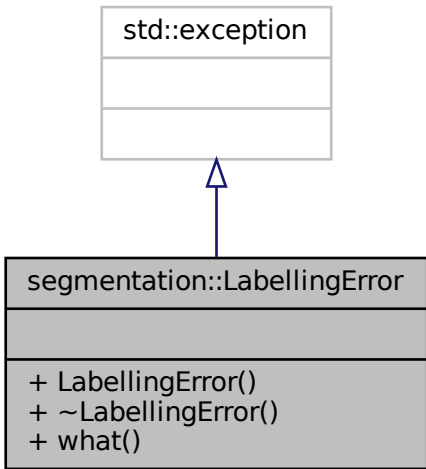 std::exception
segmentation::LabellingError
+ LabellingError()
+ ~LabellingError()
+ what()